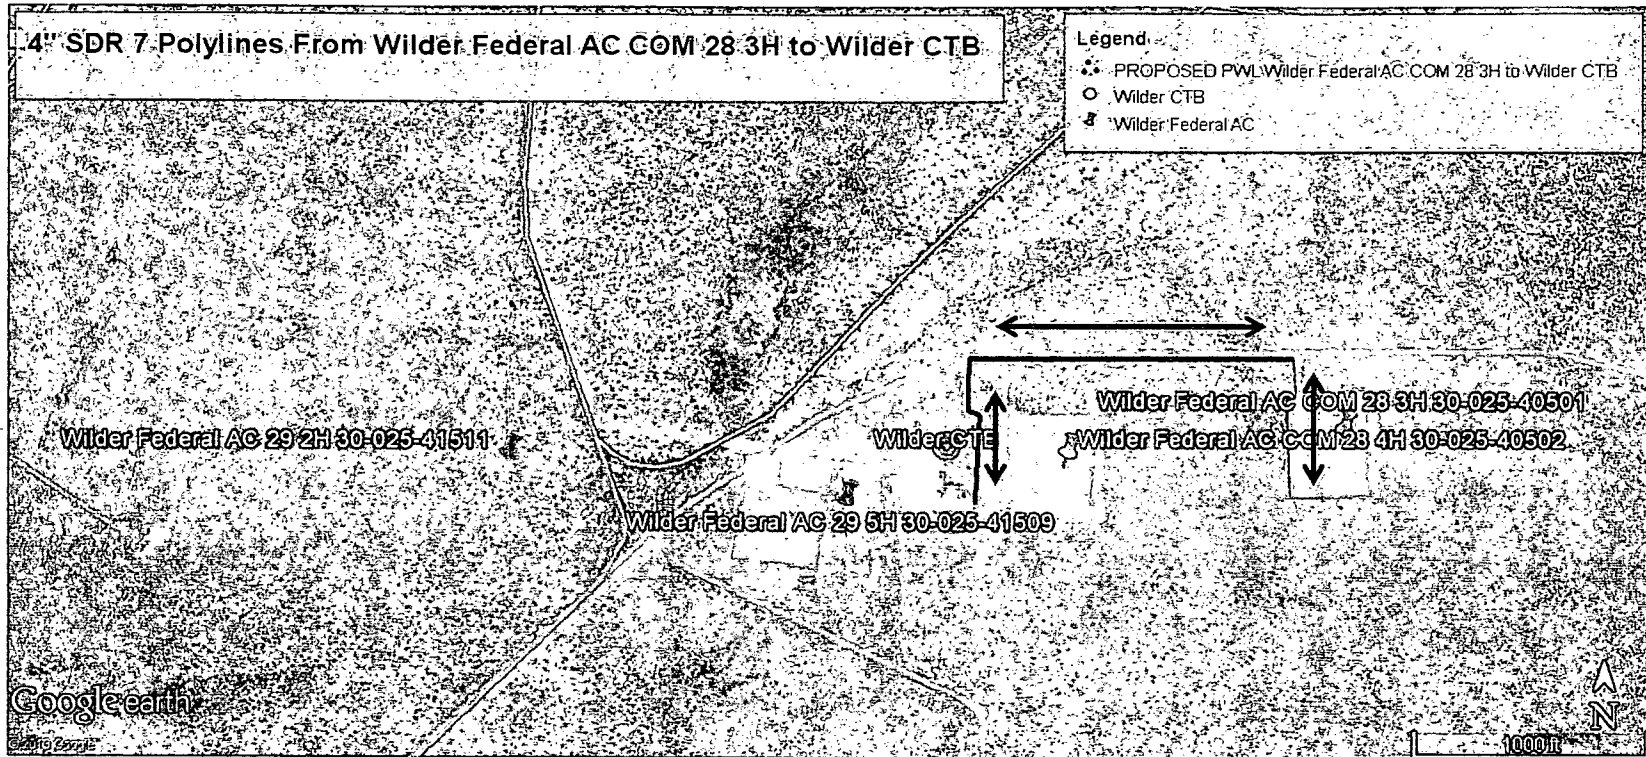 4" SDR 7 Polylines From Wilder Federal AC COM 28 3H to Wilder CTB
Legend
PROPOSED PWL Wilder Federal AC COM 28 3H to Wilder CTB
Wilder CTB
Wilder Federal AC
Wilder Federal AC COM 28 3H 30-025-40501
Wilder Federal AC 29 2H 30-025-41511
Wilder CTB
Wilder Federal AC COM 28 4H 30-025-40502
Wilder Federal AC 29 5H 30-025-41509
Google earth
N
1000 ft